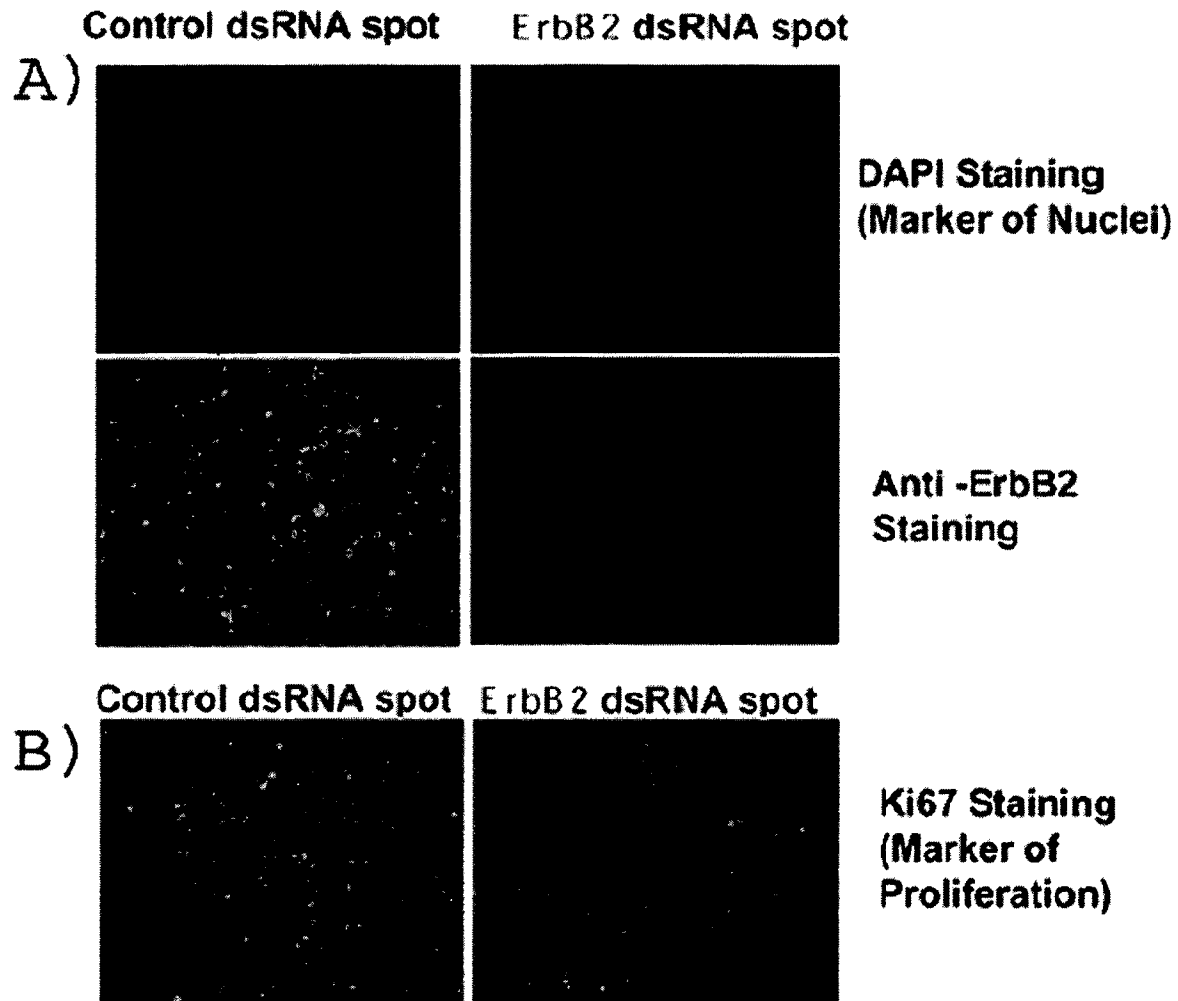 Control dsRNA spot ErbB2 dsRNA spot
A)
DAPI Staining
(Marker of Nuclei)
Anti -ErbB2
Staining
Control dsRNA spot ErbB2 dsRNA spot
B)
Ki67 Staining
(Marker of
Proliferation)